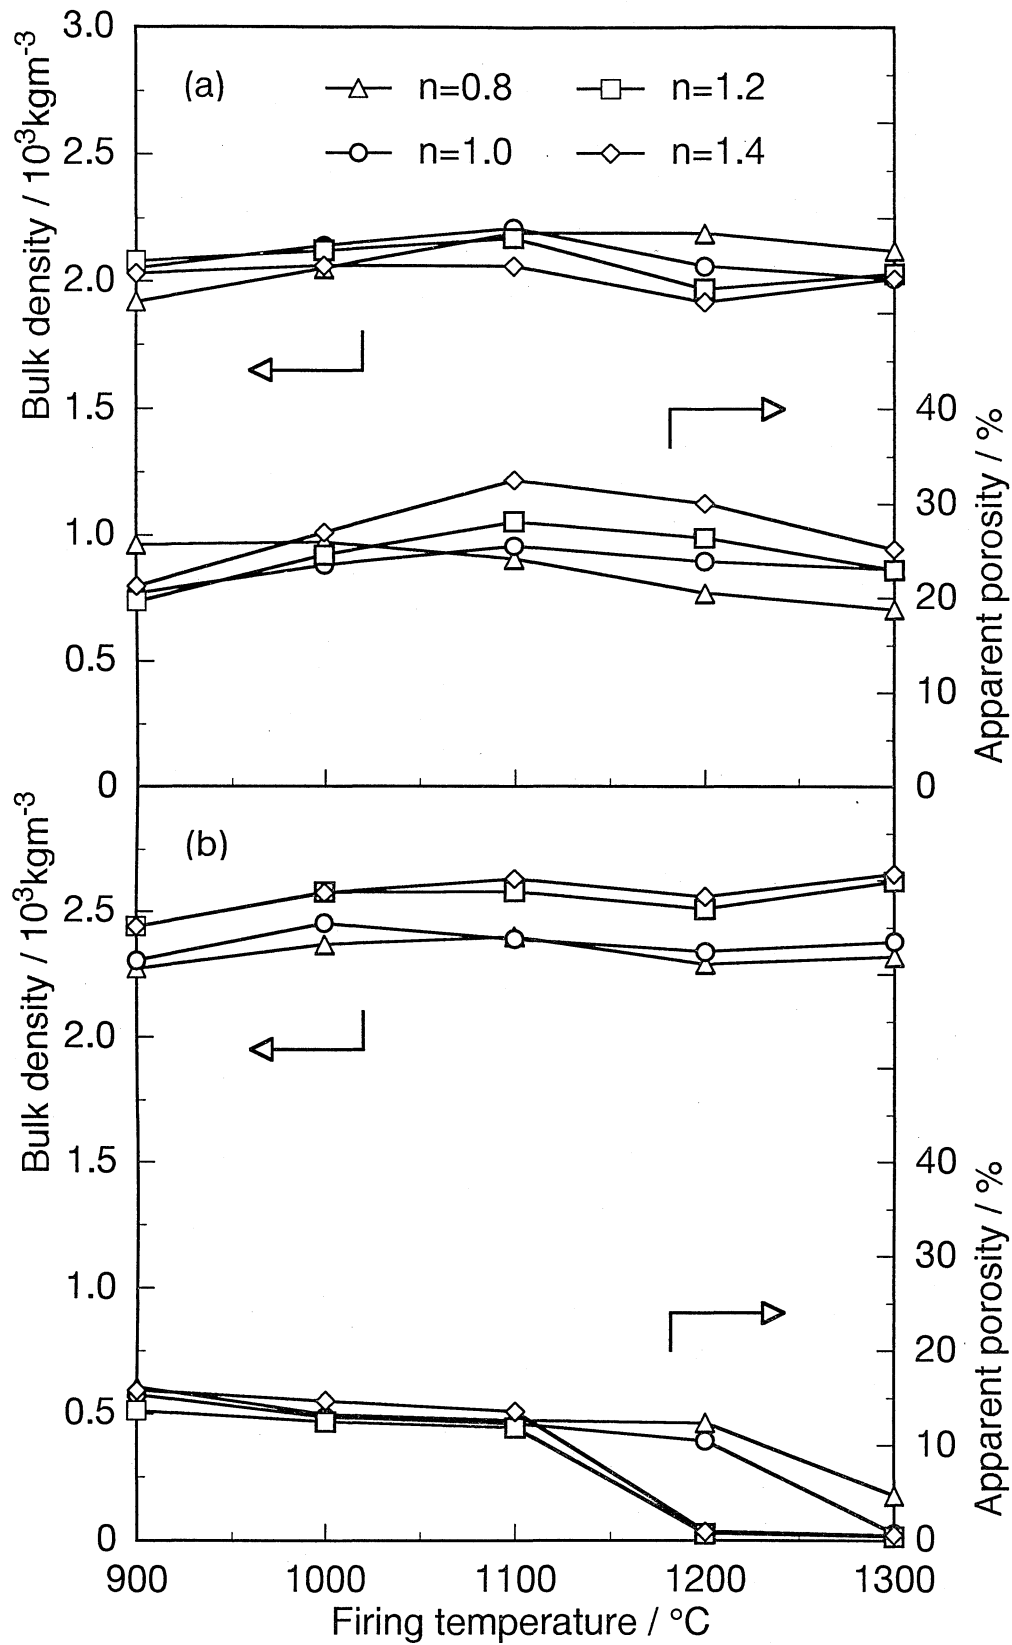 3.0
(a)
n=0.8
n=1.2
n=1.0
n=1.4
2.5
2.0
1.5
1.0
0.5
0
Bulk density / 10³kgm⁻³
40
30
20
10
0
Apparent porosity / %
(b)
2.5
2.0
1.5
1.0
0.5
0
Bulk density / 10³kgm⁻³
40
30
20
10
0
Apparent porosity / %
900 1000 1100 1200 1300
Firing temperature / °C